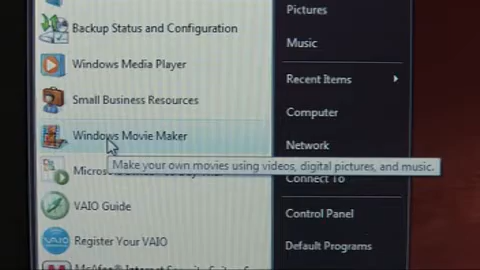 Backup Status and Configuration
Windows Media Player
Small Business Resources
Windows Movie Maker
Make your own movies using videos, digital pictures, and music.
VAIO Guide
VAIO
Register Your VAIO
McAfee
Pictures
Music
Recent Items
Computer
Network
Connect To
Control Panel
Default Programs